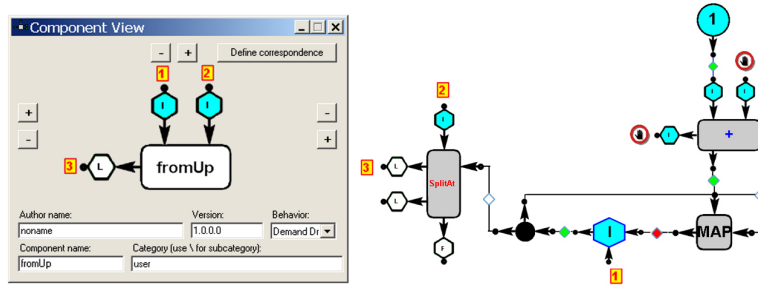 Component View
- +
Define correspondence
1 2
I I
+ -
- +
3 L
fromUp
Author name: Version: Behavior:
noname 1.0.0.0 Demand Dr
Component name: Category (use \ for subcategory):
fromUp user
1
2
I
I I
I
+
3 L
SplitAt
L
I
MAP
F
1